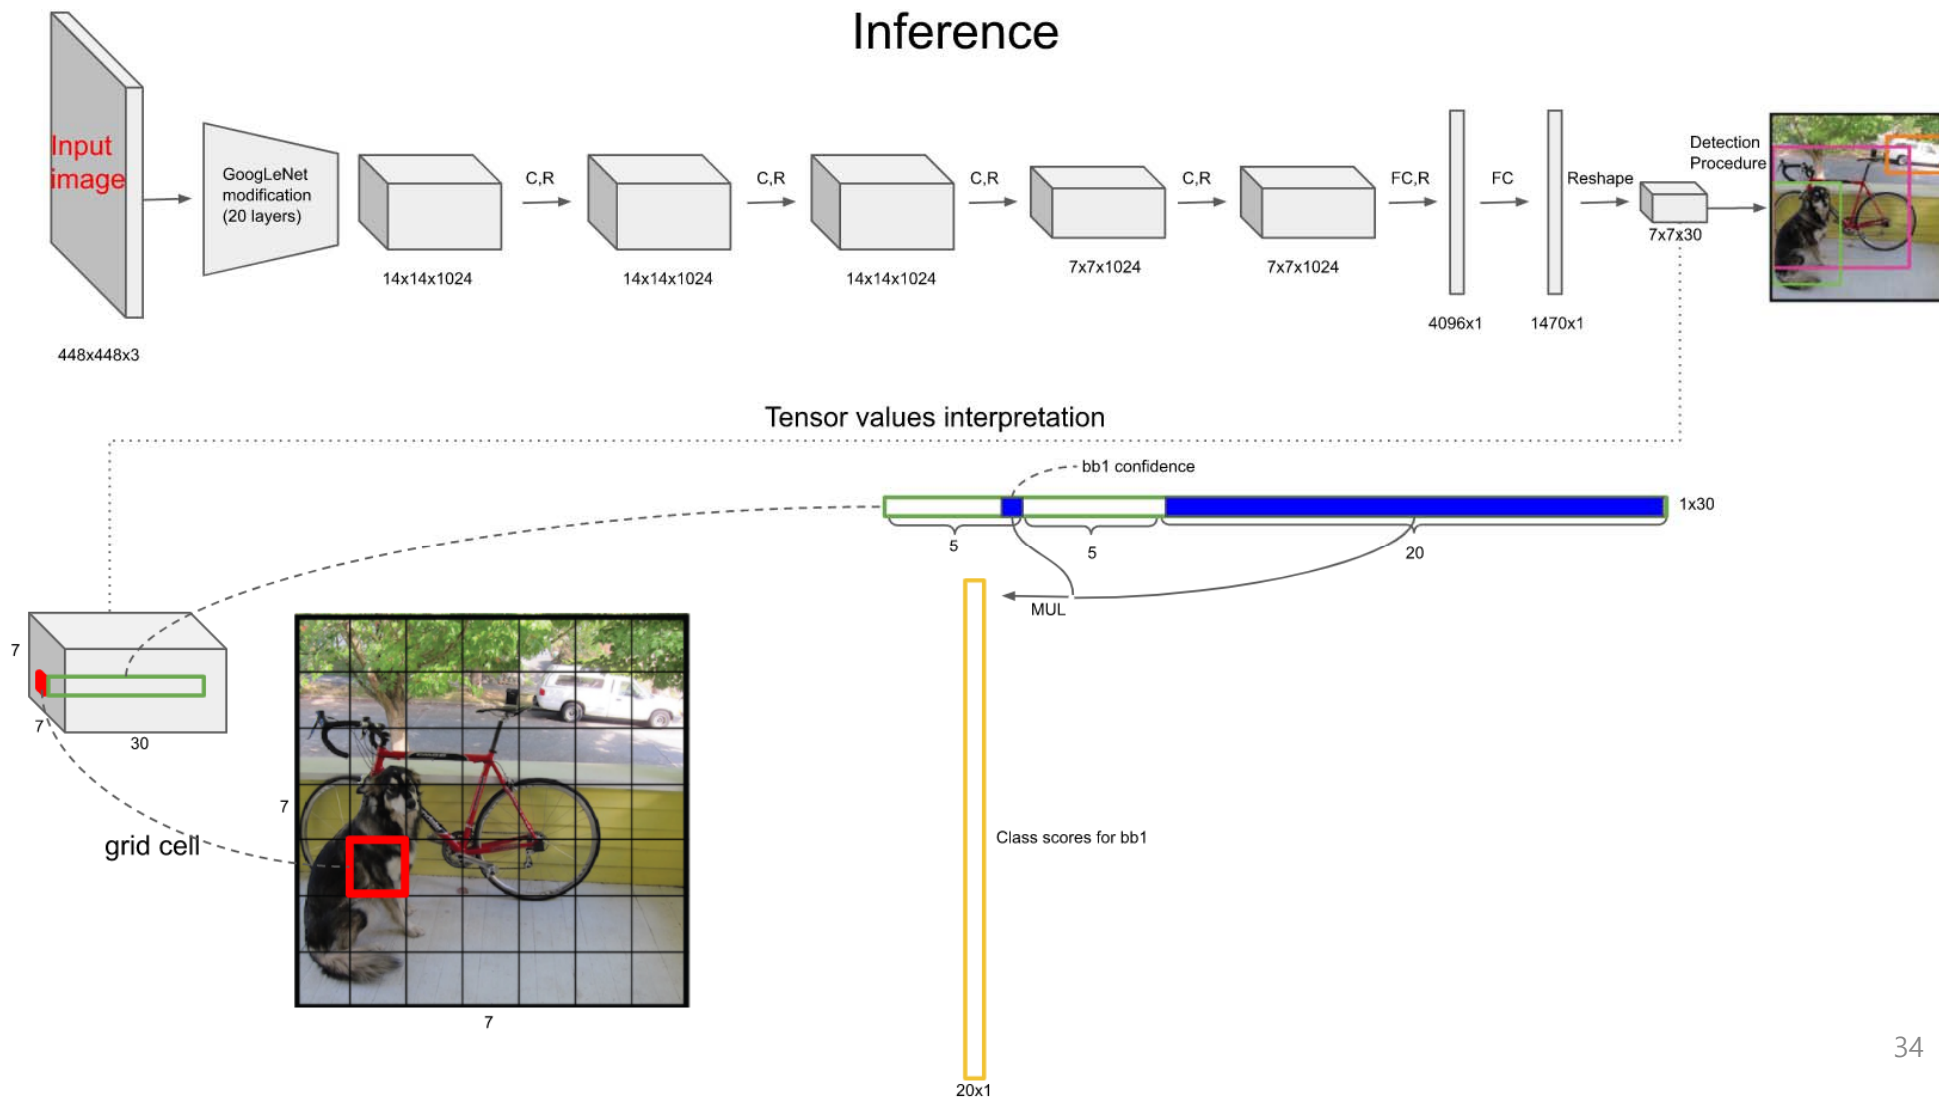 Inference
Input
image
448x448x3
GoogLeNet
modification
(20 layers)
14x14x1024
C,R
14x14x1024
C,R
14x14x1024
C,R
7x7x1024
C,R
7x7x1024
FC,R
4096x1
FC
1470x1
Reshape
7x7x30
Detection
Procedure
Tensor values interpretation
bb1 confidence
1x30
5
5
20
MUL
7
7
30
grid cell
7
7
Class scores for bb1
20x1
34